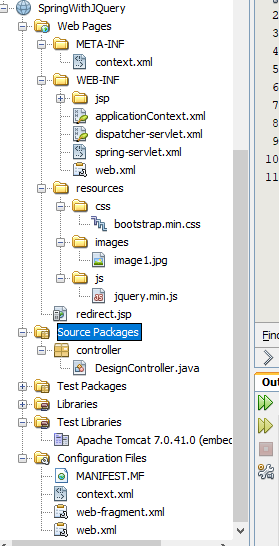 SpringWithJQuery
Web Pages
META-INF
context.xml
WEB-INF
jsp
applicationContext.xml
dispatcher-servlet.xml
spring-servlet.xml
web.xml
resources
css
bootstrap.min.css
images
image1.jpg
js
jquery.min.js
redirect.jsp
Source Packages
controller
DesignController.java
Test Packages
Libraries
Test Libraries
Apache Tomcat 7.0.41.0 (embed
Configuration Files
MANIFEST.MF
context.xml
web-fragment.xml
web.xml
2
3
4
5
6
7
8
9
10
11
Find
Out